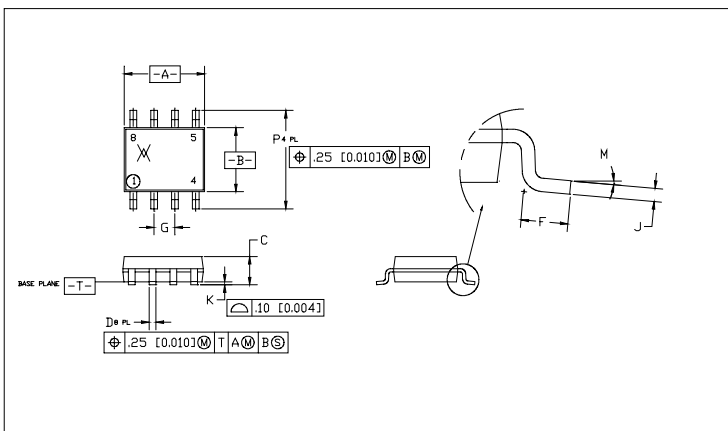 -A-
8 5
P 4 PL
⌖ .25 [0.010] Ⓜ B Ⓜ
-B-
① 4
G
M
F
J
C
BASE PLANE -T-
K
⌓ .10 [0.004]
D 8 PL
⌖ .25 [0.010] Ⓜ T A Ⓜ B Ⓢ